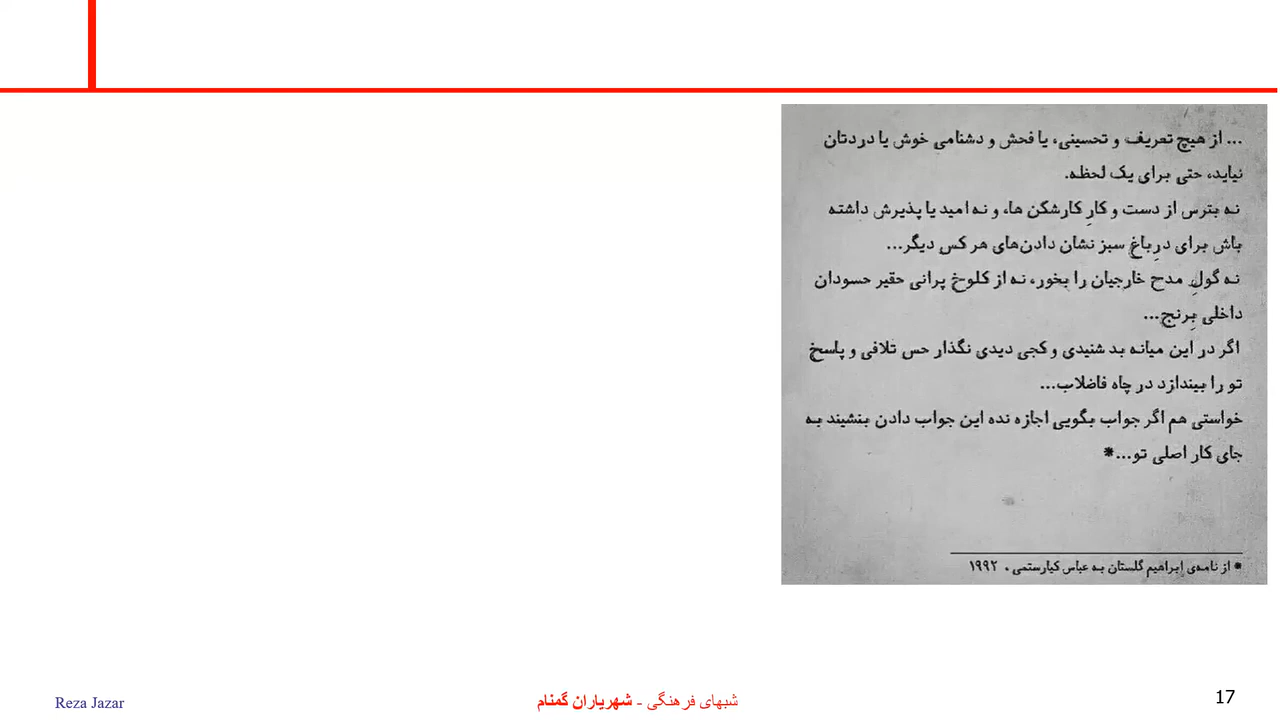 ... از هیچ تعریف و تحسینی، یا فحش و دشنامی خوش یا دردتان
نیاید، حتی برای یک لحظه.
نه بترس از دست و کارِ کارشکن ها، و نه امید یا پذیرش داشته
باش برای درِ باغِ سبز نشان دادن‌های هر کس دیگر...
نه گولِ مدح خارجیان را بخور، نه از کلوخ پرانی حقیر حسودان
داخلی بِرنج...
اگر در این میانه بد شنیدی و کجی دیدی نگذار حس تلافی و پاسخ
تو را بیندازد در چاه فاضلاب...
خواستی هم اگر جواب بگویی اجازه نده این جواب دادن بنشیند به
جای کار اصلی تو...*
* از نامه‌ی ابراهیم گلستان به عباس کیارستمی، ۱۹۹۲
Reza Jazar
شبهای فرهنگی - شهریاران گمنام
17